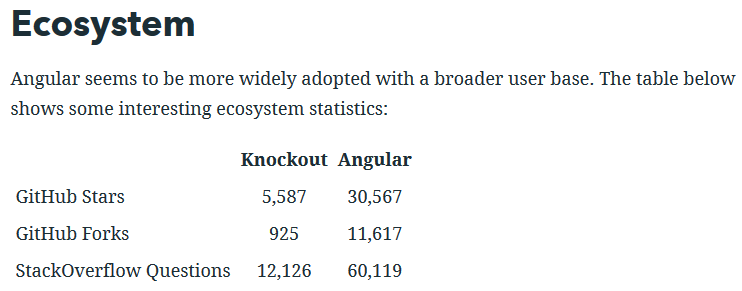 Ecosystem
Angular seems to be more widely adopted with a broader user base. The table below
shows some interesting ecosystem statistics:
Knockout Angular
GitHub Stars 5,587 30,567
GitHub Forks 925 11,617
StackOverflow Questions 12,126 60,119